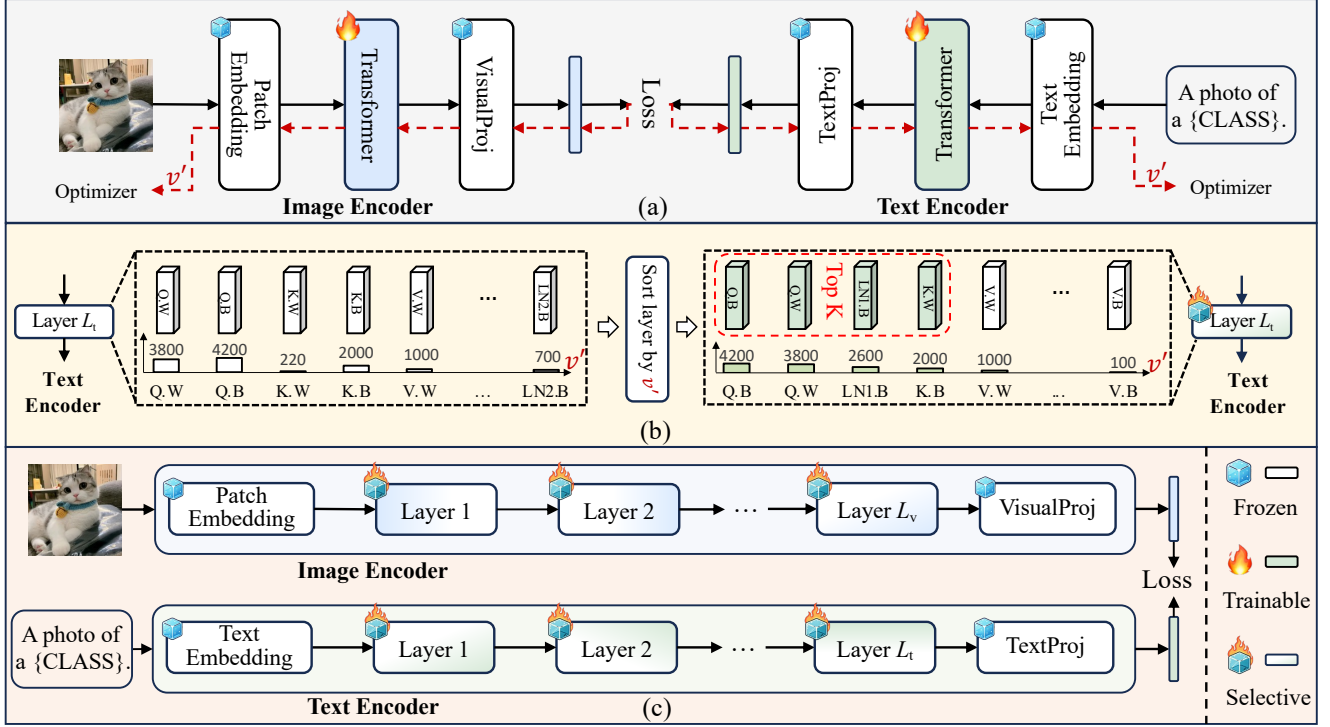 Patch
Embedding
Transformer
VisualProj
Loss
TextProj
Transformer
Text
Embedding
A photo of
a {CLASS}.
v′
Optimizer
v′
Optimizer
Image Encoder
(a)
Text Encoder
Layer Lt
Text
Encoder
Q.W
Q.B
K.W
K.B
V.W
...
LN2.B
3800
4200
220
2000
1000
700
v′
Q.W
Q.B
K.W
K.B
V.W
...
LN2.B
Sort layer by v′
Q.B
Q.W
Top K
LN1.B
K.W
V.W
...
V.B
4200
3800
2600
2000
1000
100
v′
Q.B
Q.W
LN1.B
K.B
V.W
...
V.B
Layer Lt
Text
Encoder
(b)
Patch
Embedding
Layer 1
Layer 2
...
Layer Lv
VisualProj
Image Encoder
Loss
A photo of
a {CLASS}.
Text
Embedding
Layer 1
Layer 2
...
Layer Lt
TextProj
Text Encoder
(c)
Frozen
Trainable
Selective